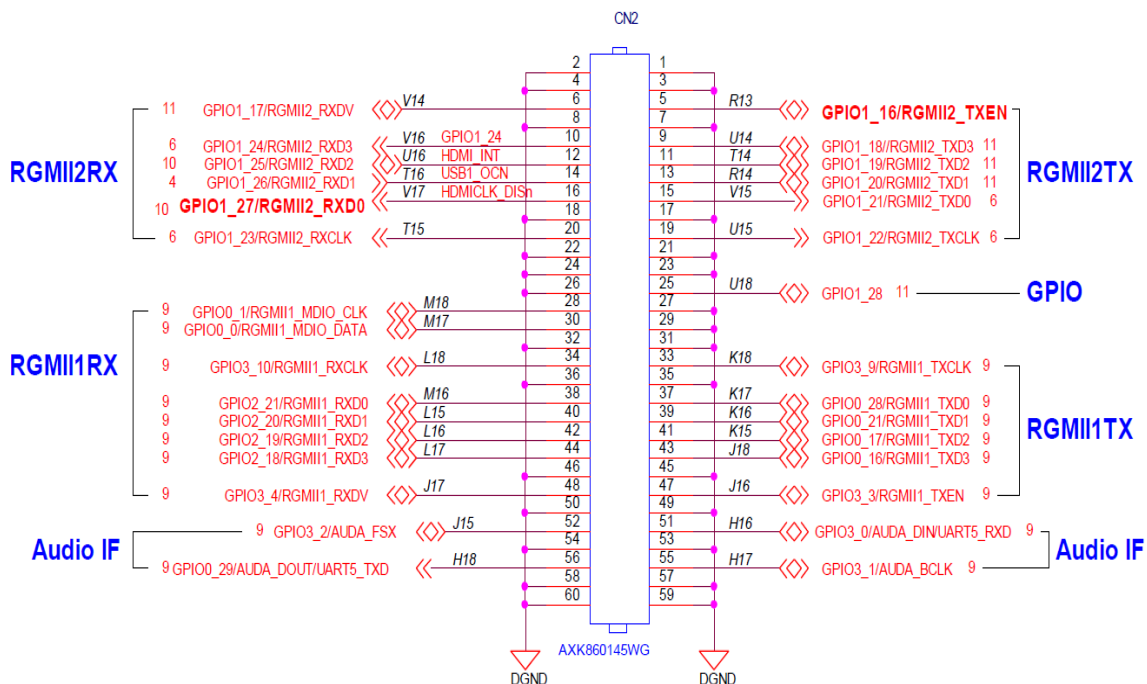 CN2
2 1
4 3
11 GPIO1_17/RGMII2_RXDV V14 6 5 R13 GPIO1_16/RGMII2_TXEN
8 7
6 GPIO1_24/RGMII2_RXD3 V16 GPIO1_24 10 9 U14 GPIO1_18//RGMII2_TXD3 11
RGMII2RX 10 GPIO1_25/RGMII2_RXD2 U16 HDMI_INT 12 11 T14 GPIO1_19/RGMII2_TXD2 11 RGMII2TX
4 GPIO1_26/RGMII2_RXD1 T16 USB1_OCN 14 13 R14 GPIO1_20/RGMII2_TXD1 11
10 GPIO1_27/RGMII2_RXD0 V17 HDMICLK_DISn 16 15 V15 GPIO1_21/RGMII2_TXD0 6
18 17
6 GPIO1_23/RGMII2_RXCLK T15 20 19 U15 GPIO1_22/RGMII2_TXCLK 6
22 21
24 23
26 25 U18 GPIO1_28 11 GPIO
9 GPIO0_1/RGMII1_MDIO_CLK M18 28 27
9 GPIO0_0/RGMII1_MDIO_DATA M17 30 29
32 31
RGMII1RX 9 GPIO3_10/RGMII1_RXCLK L18 34 33 K18 GPIO3_9/RGMII1_TXCLK 9
36 35
9 GPIO2_21/RGMII1_RXD0 M16 38 37 K17 GPIO0_28/RGMII1_TXD0 9
9 GPIO2_20/RGMII1_RXD1 L15 40 39 K16 GPIO0_21/RGMII1_TXD1 9
9 GPIO2_19/RGMII1_RXD2 L16 42 41 K15 GPIO0_17/RGMII1_TXD2 9 RGMII1TX
9 GPIO2_18/RGMII1_RXD3 L17 44 43 J18 GPIO0_16/RGMII1_TXD3 9
46 45
9 GPIO3_4/RGMII1_RXDV J17 48 47 J16 GPIO3_3/RGMII1_TXEN 9
50 49
9 GPIO3_2/AUDA_FSX J15 52 51 H16 GPIO3_0/AUDA_DIN/UART5_RXD 9
Audio IF 54 53 Audio IF
9 GPIO0_29/AUDA_DOUT/UART5_TXD H18 56 55 H17 GPIO3_1/AUDA_BCLK 9
58 57
60 59
AXK860145WG
DGND DGND